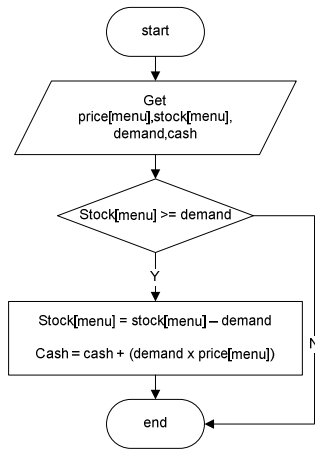 start
Get
price[menu],stock[menu],
demand,cash
Stock[menu] >= demand
Y
N
Stock[menu] = stock[menu] – demand
Cash = cash + (demand x price[menu])
end